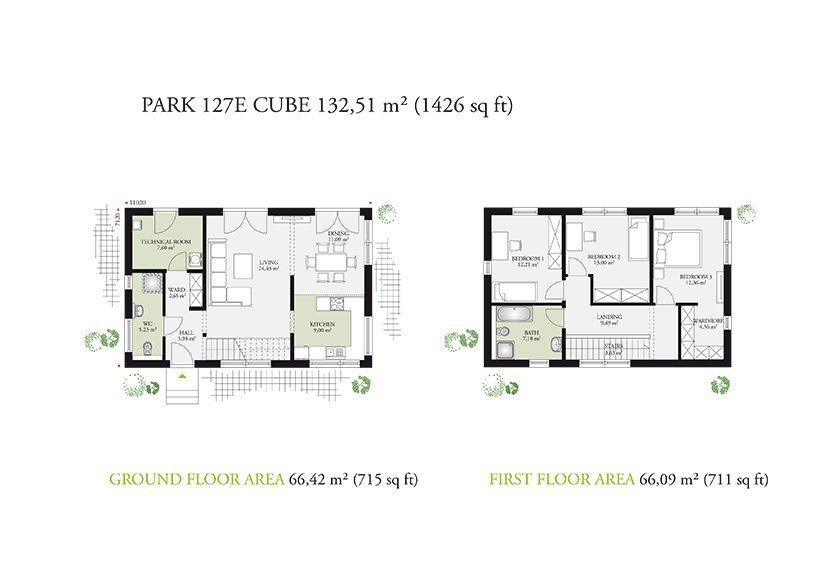 PARK 127E CUBE 132,51 m² (1426 sq ft)
11020
7120
TECHNICAL ROOM
7,60 m²
LIVING
24,43 m²
DINING
11,09 m²
WARD.
2,65 m²
WC
5,23 m²
HALL
3,98 m²
KITCHEN
9,00 m²
BEDROOM 1
12,21 m²
BEDROOM 2
13,00 m²
BEDROOM 3
12,36 m²
BATH
7,10 m²
LANDING
9,49 m²
STAIRS
3,63 m²
WARDROBE
4,56 m²
GROUND FLOOR AREA 66,42 m² (715 sq ft)
FIRST FLOOR AREA 66,09 m² (711 sq ft)